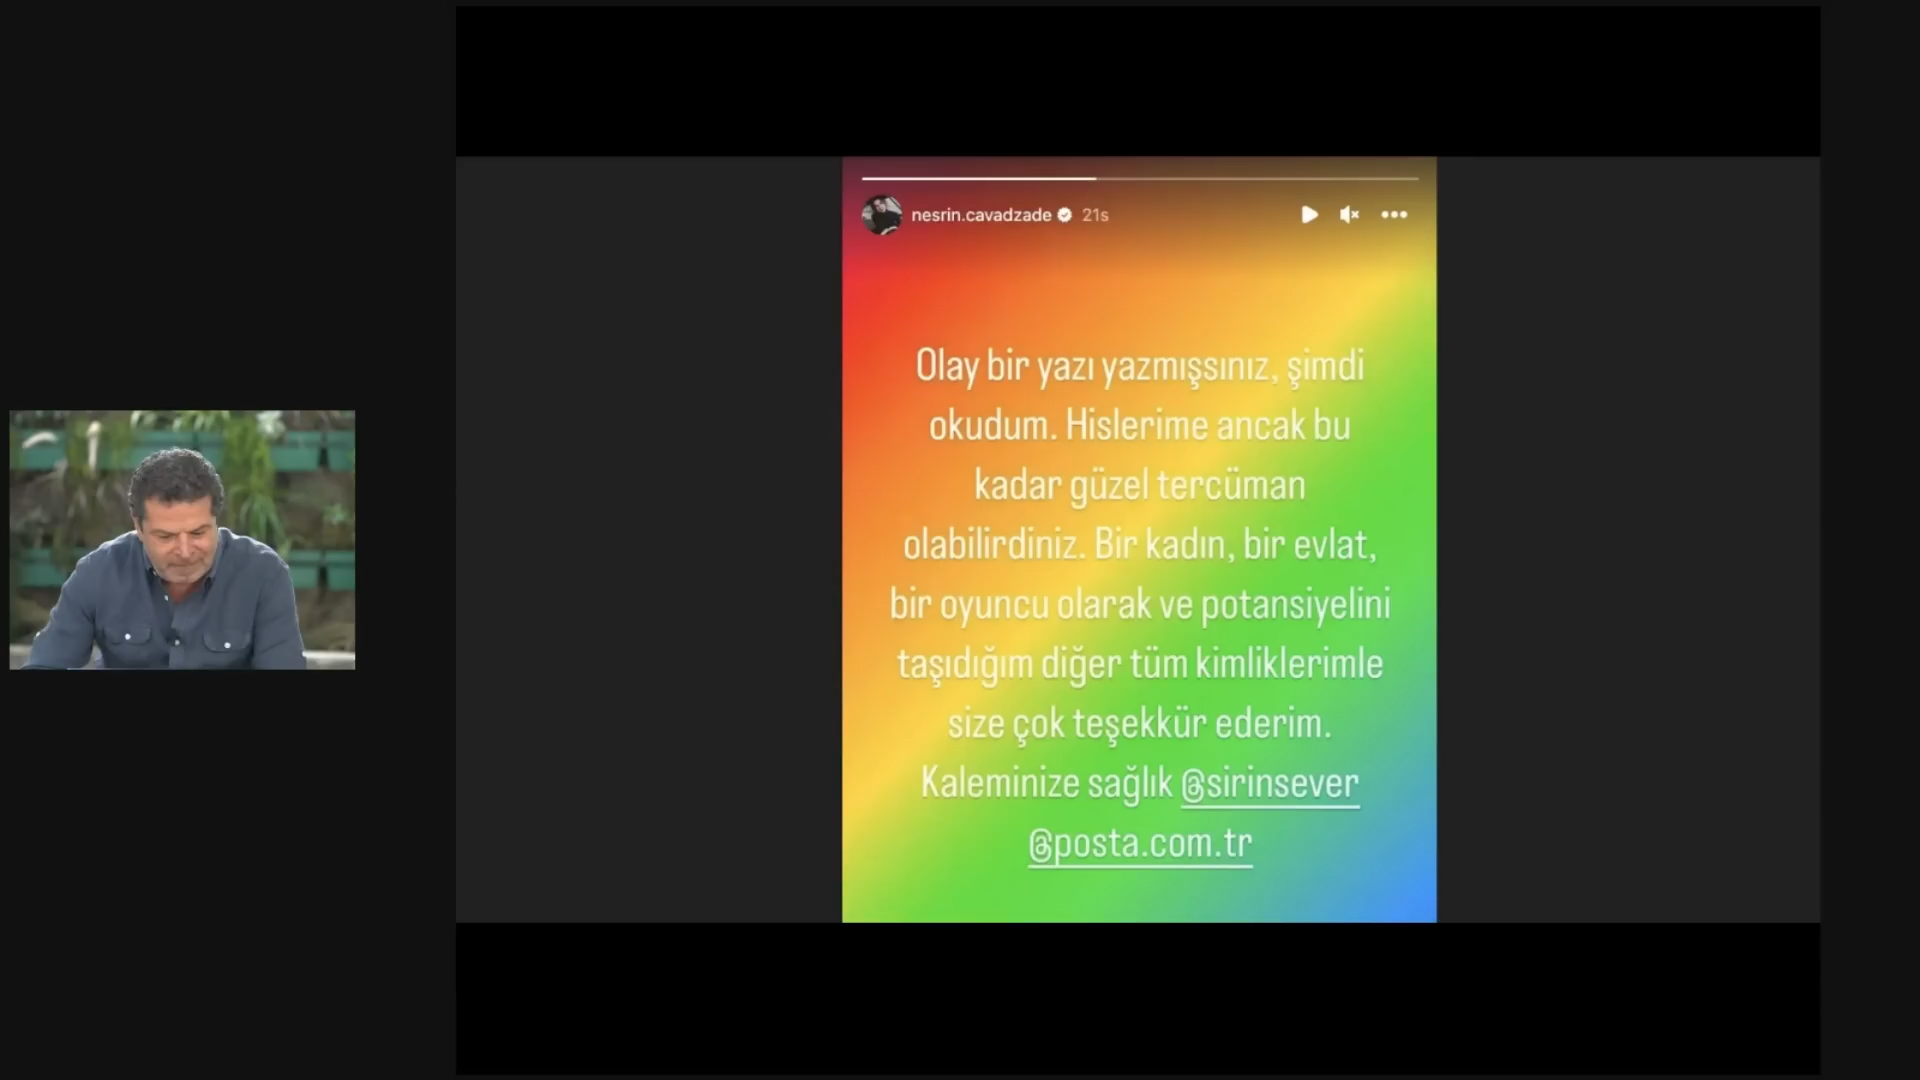 nesrin.cavadzade 21s
Olay bir yazı yazmışsınız, şimdi
okudum. Hislerime ancak bu
kadar güzel tercüman
olabilirdiniz. Bir kadın, bir evlat,
bir oyuncu olarak ve potansiyelini
taşıdığım diğer tüm kimliklerimle
size çok teşekkür ederim.
Kaleminize sağlık @sirinsever
@posta.com.tr